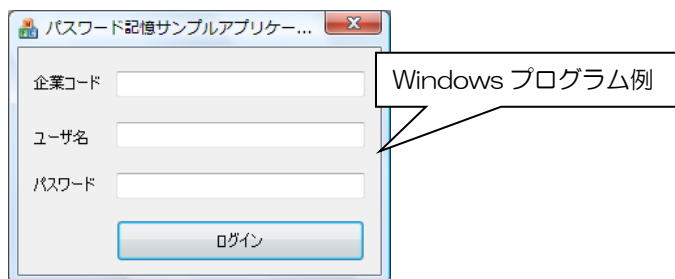 パスワード記憶サンプルアプリケー...
企業コード
Windows プログラム例
ユーザ名
パスワード
ログイン